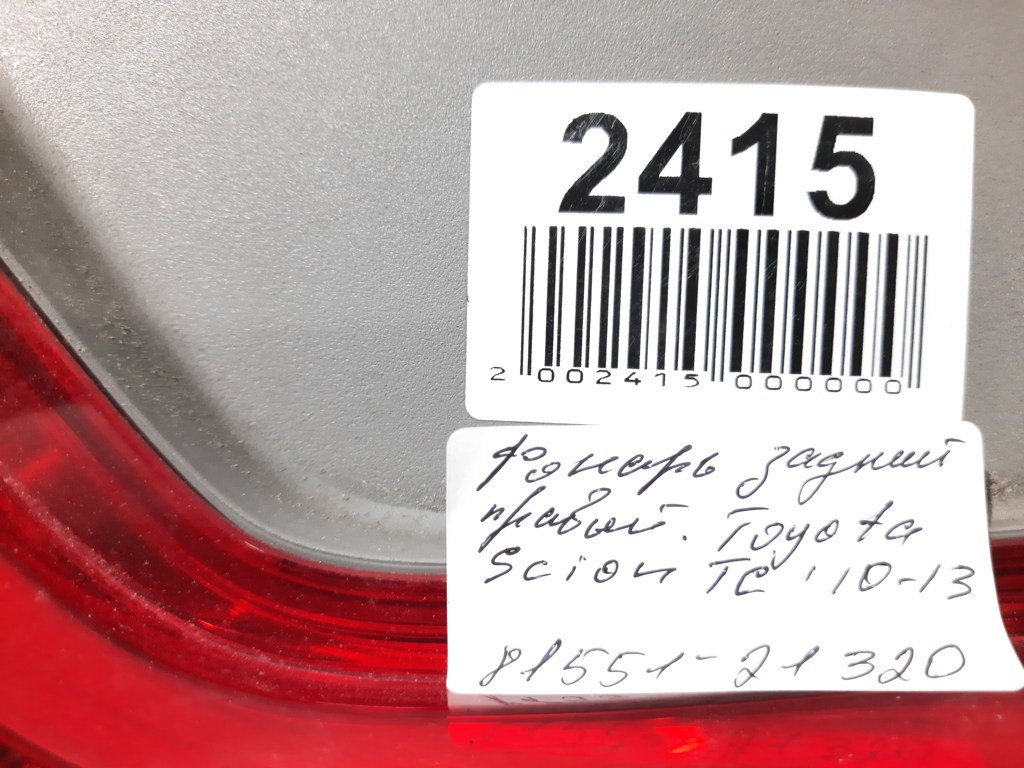 2415
2 002415 000000
Фонарь задний
правый. Toyota
Scion TC '10-13
81551-21320